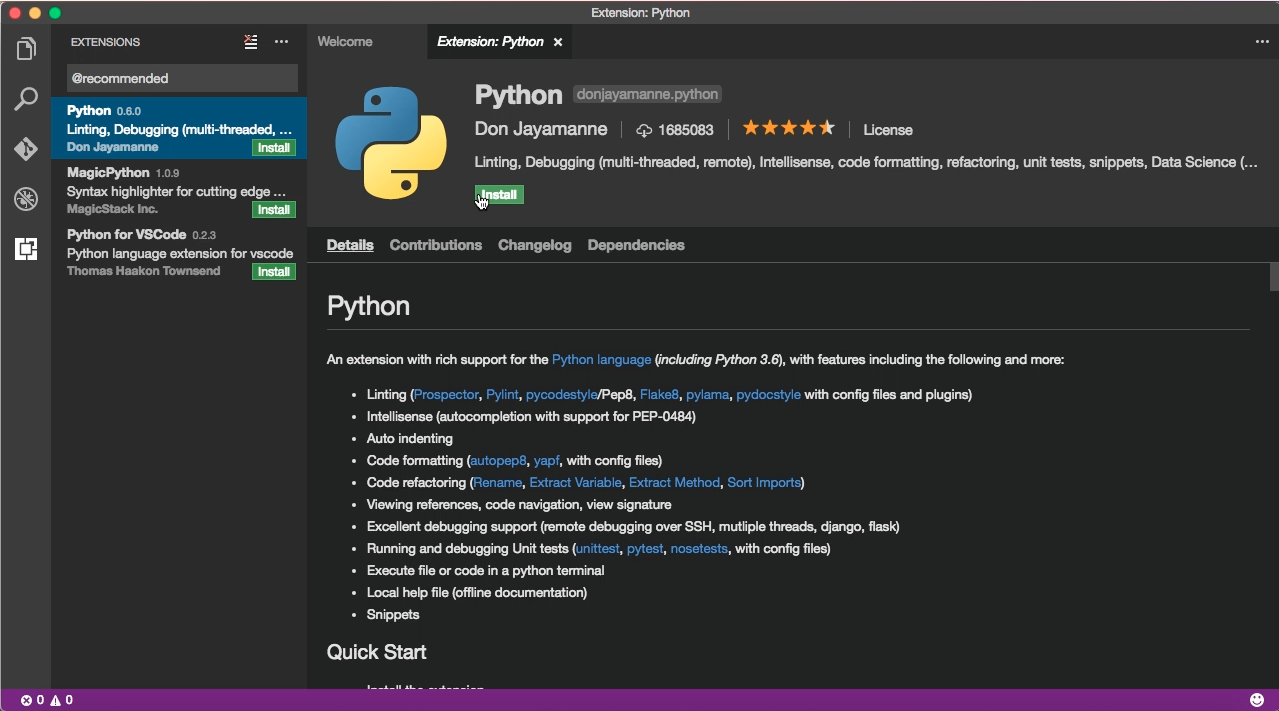 Extension: Python
EXTENSIONS
@recommended
Python 0.6.0
Linting, Debugging (multi-threaded, ...
Don Jayamanne Install
MagicPython 1.0.9
Syntax highlighter for cutting edge ...
MagicStack Inc. Install
Python for VSCode 0.2.3
Python language extension for vscode
Thomas Haakon Townsend Install
Welcome Extension: Python
Python donjayamanne.python
Don Jayamanne 1685083 License
Linting, Debugging (multi-threaded, remote), Intellisense, code formatting, refactoring, unit tests, snippets, Data Science (...
Install
Details Contributions Changelog Dependencies
Python
An extension with rich support for the Python language (including Python 3.6), with features including the following and more:
• Linting (Prospector, Pylint, pycodestyle/Pep8, Flake8, pylama, pydocstyle with config files and plugins)
• Intellisense (autocompletion with support for PEP-0484)
• Auto indenting
• Code formatting (autopep8, yapf, with config files)
• Code refactoring (Rename, Extract Variable, Extract Method, Sort Imports)
• Viewing references, code navigation, view signature
• Excellent debugging support (remote debugging over SSH, mutliple threads, django, flask)
• Running and debugging Unit tests (unittest, pytest, nosetests, with config files)
• Execute file or code in a python terminal
• Local help file (offline documentation)
• Snippets
Quick Start
Install the extension
0 0